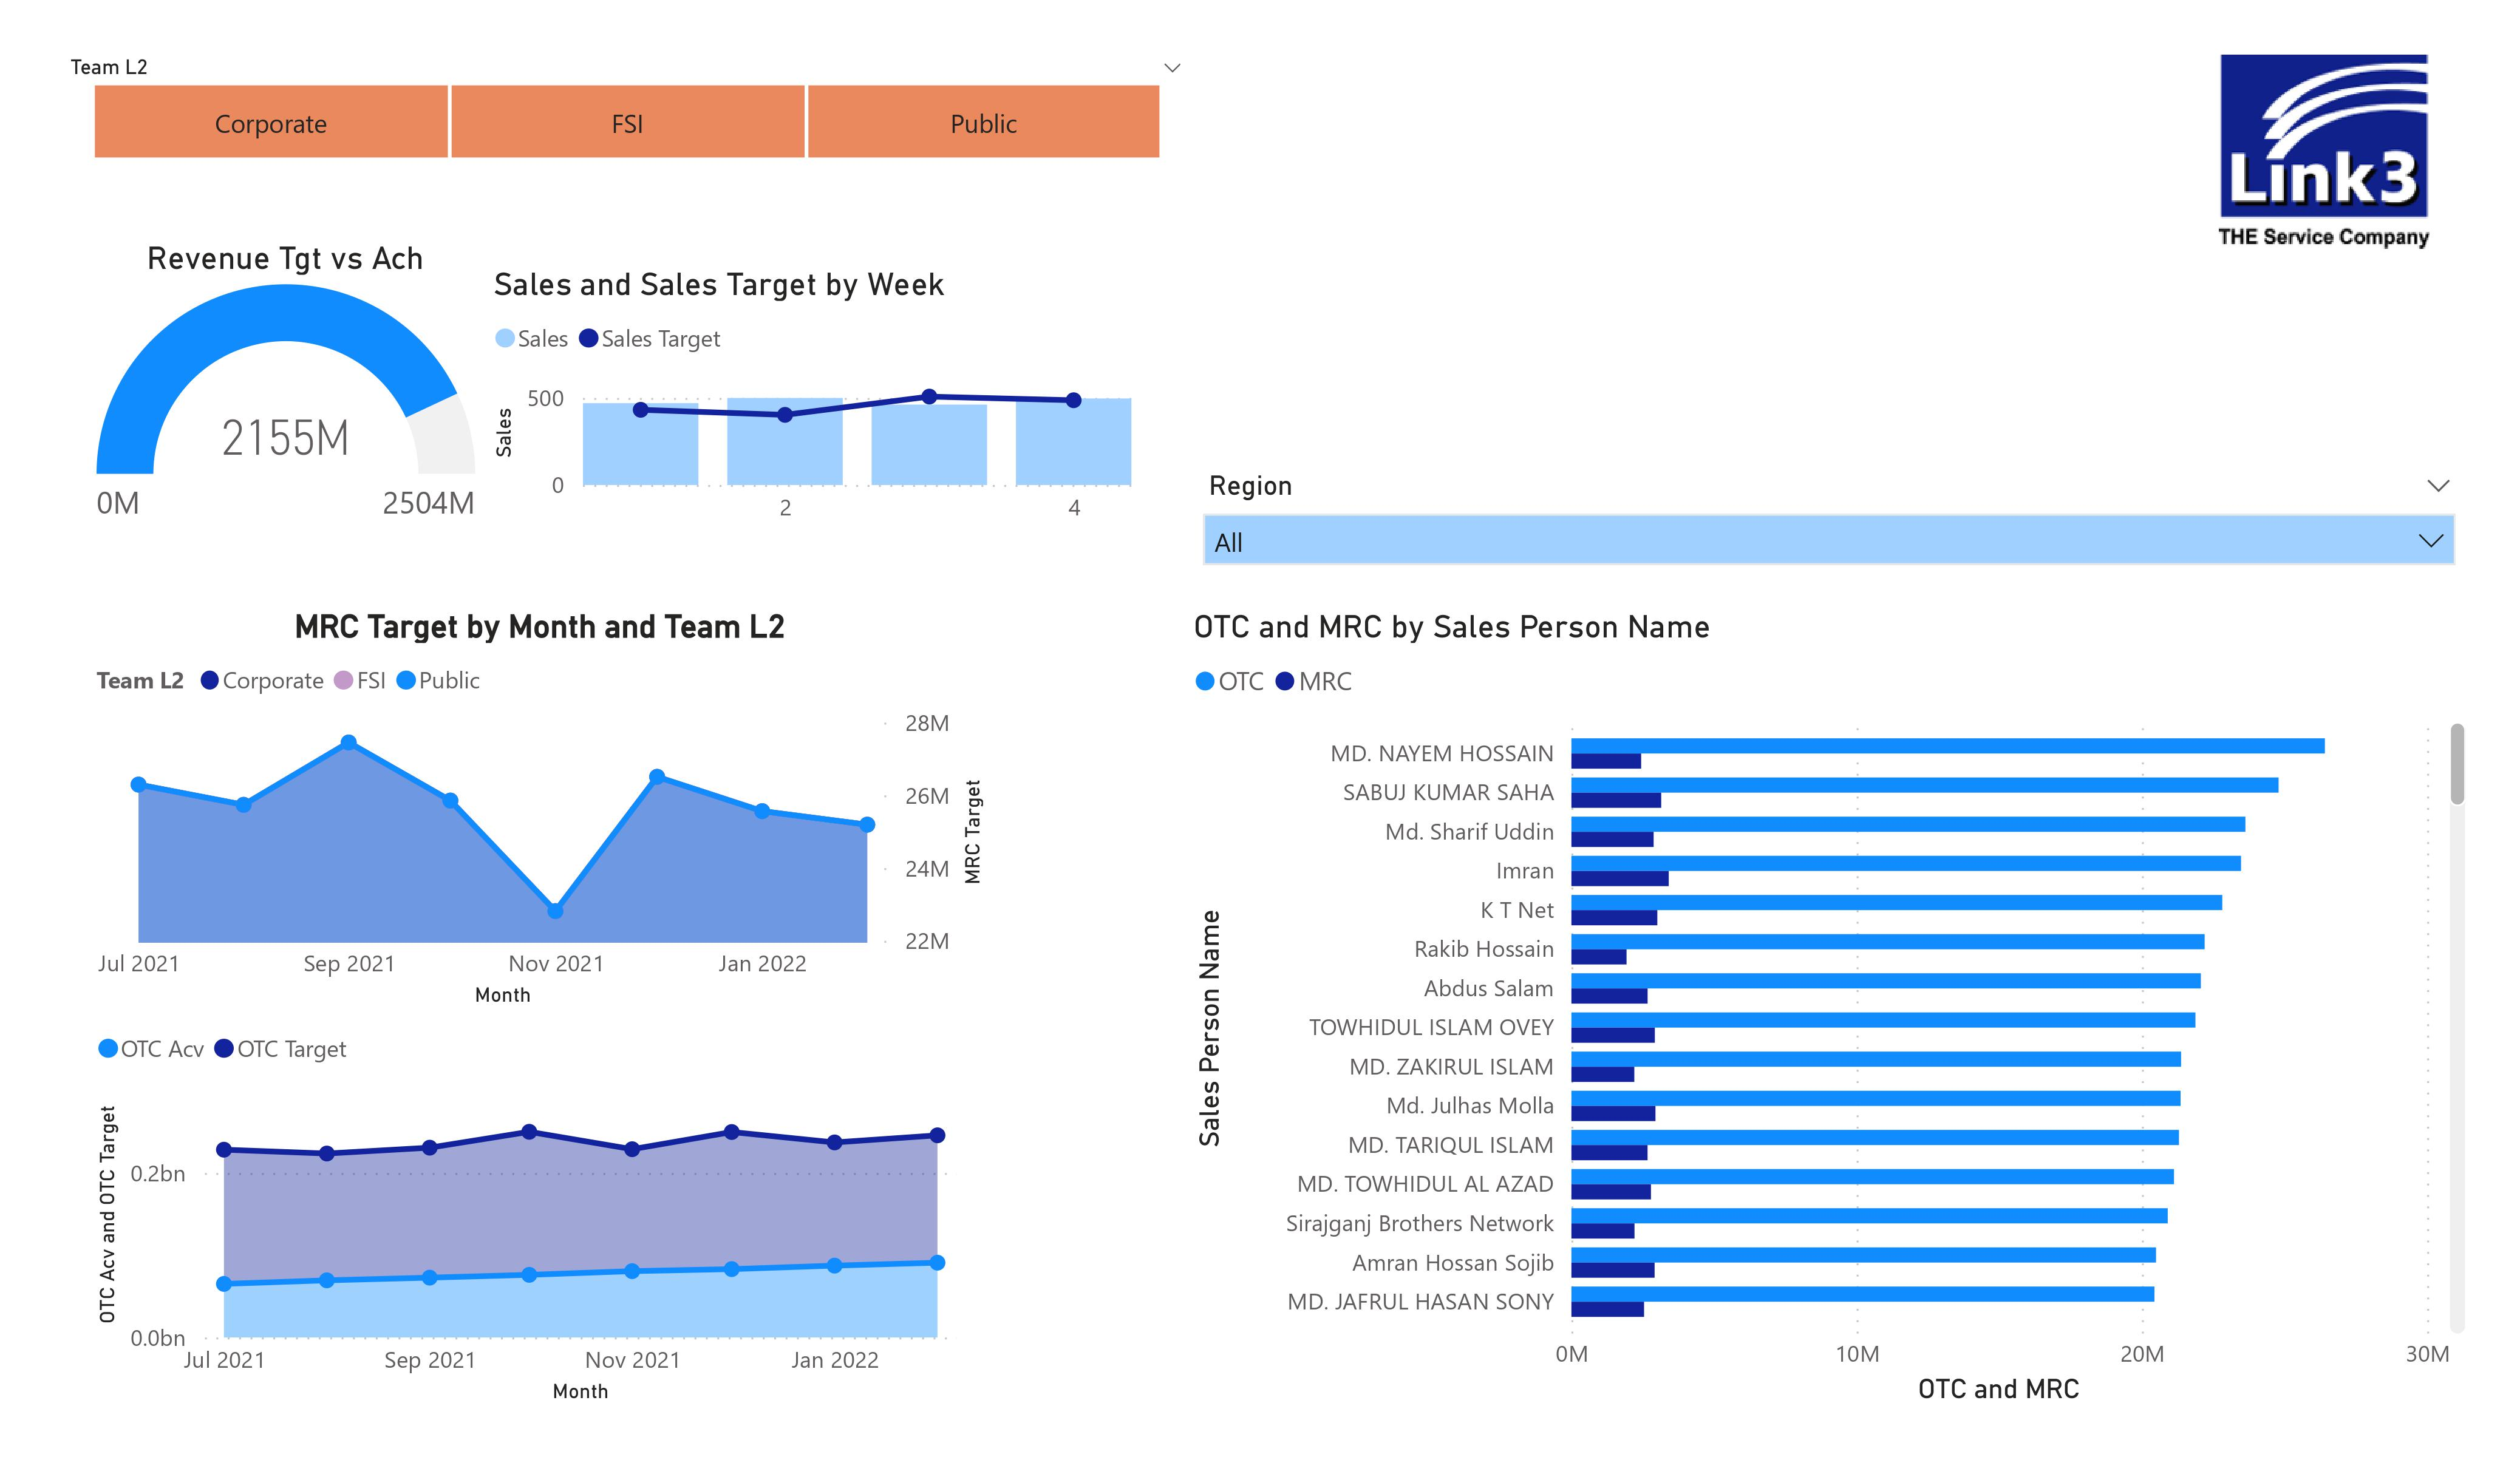 Team L2
Corporate
FSI
Public
Link3
THE Service Company
Revenue Tgt vs Ach
2155M
0M
2504M
Sales and Sales Target by Week
Sales
Sales Target
Sales
500
0
2
4
Region
All
MRC Target by Month and Team L2
Team L2
Corporate
FSI
Public
28M
26M
24M
22M
MRC Target
Jul 2021
Sep 2021
Nov 2021
Jan 2022
Month
OTC Acv
OTC Target
OTC Acv and OTC Target
0.2bn
0.0bn
Jul 2021
Sep 2021
Nov 2021
Jan 2022
Month
OTC and MRC by Sales Person Name
OTC
MRC
Sales Person Name
MD. NAYEM HOSSAIN
SABUJ KUMAR SAHA
Md. Sharif Uddin
Imran
K T Net
Rakib Hossain
Abdus Salam
TOWHIDUL ISLAM OVEY
MD. ZAKIRUL ISLAM
Md. Julhas Molla
MD. TARIQUL ISLAM
MD. TOWHIDUL AL AZAD
Sirajganj Brothers Network
Amran Hossan Sojib
MD. JAFRUL HASAN SONY
0M
10M
20M
30M
OTC and MRC